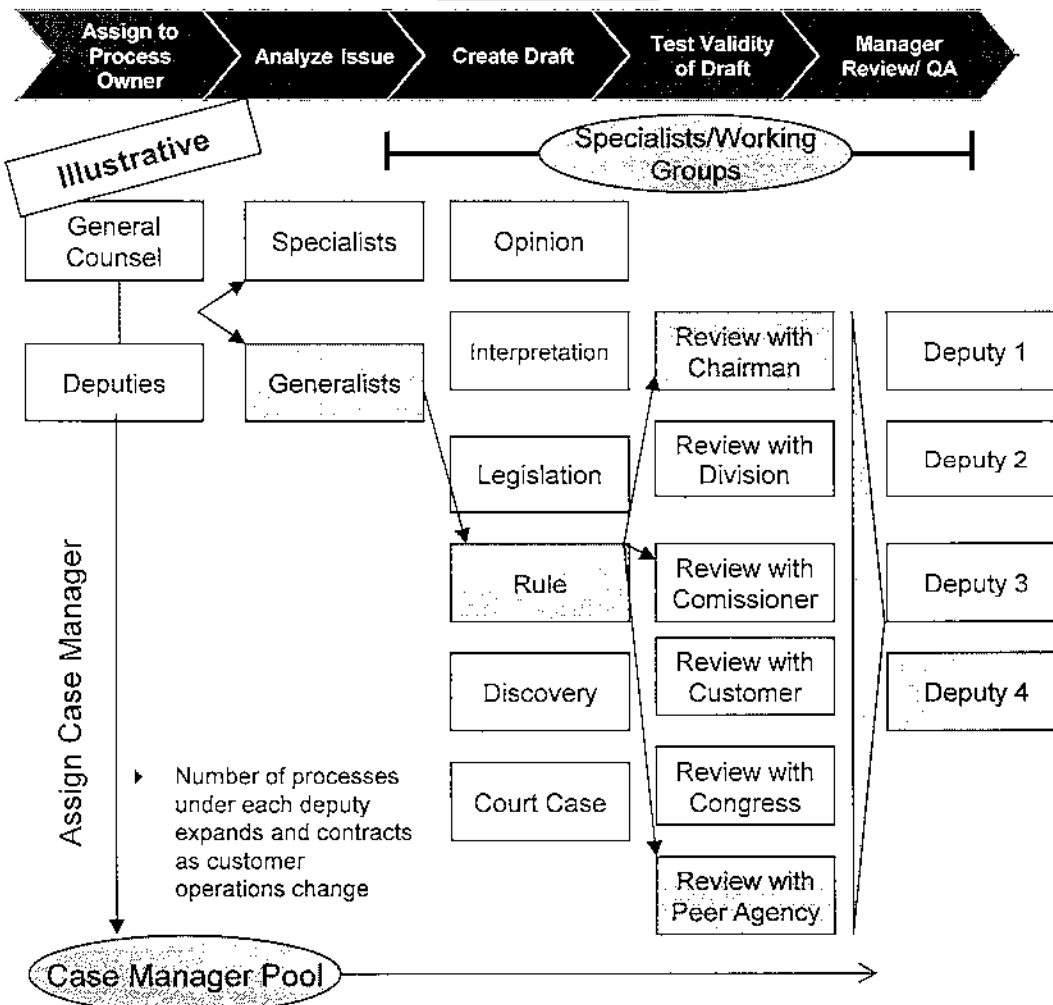 Assign to
Process
Owner
Analyze Issue
Create Draft
Test Validity
of Draft
Manager
Review/ QA
Illustrative
Specialists/Working
Groups
General
Counsel
Specialists
Opinion
Deputies
Generalists
Interpretation
Review with
Chairman
Deputy 1
Legislation
Review with
Division
Deputy 2
Rule
Review with
Comissioner
Deputy 3
Discovery
Review with
Customer
Deputy 4
Court Case
Review with
Congress
Review with
Peer Agency
Assign Case Manager
Number of processes
under each deputy
expands and contracts
as customer
operations change
Case Manager Pool